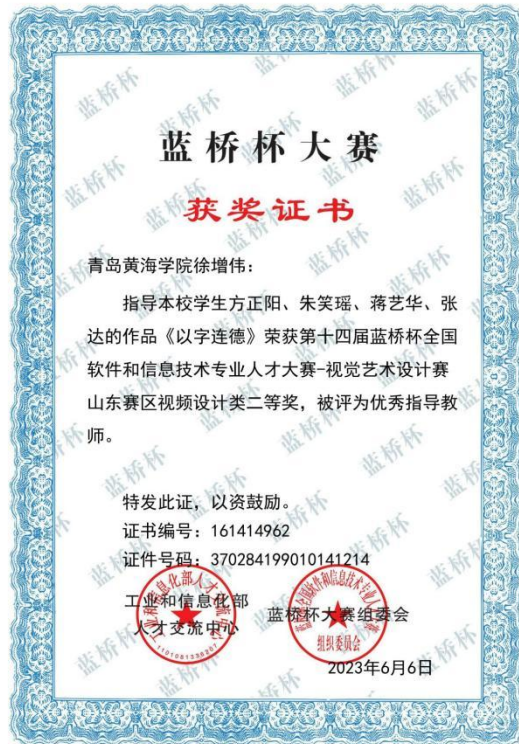 蓝桥杯大赛
获奖证书
青岛黄海学院徐增伟：
指导本校学生方正阳、朱笑瑶、蒋艺华、张
达的作品《以字连德》荣获第十四届蓝桥杯全国
软件和信息技术专业人才大赛-视觉艺术设计赛
山东赛区视频设计类二等奖，被评为优秀指导教
师。
特发此证，以资鼓励。
证书编号：161414962
证件号码：370284199010141214
工业和信息化部
人才交流中心
蓝桥杯大赛组委会
组织委员会
2023年6月6日